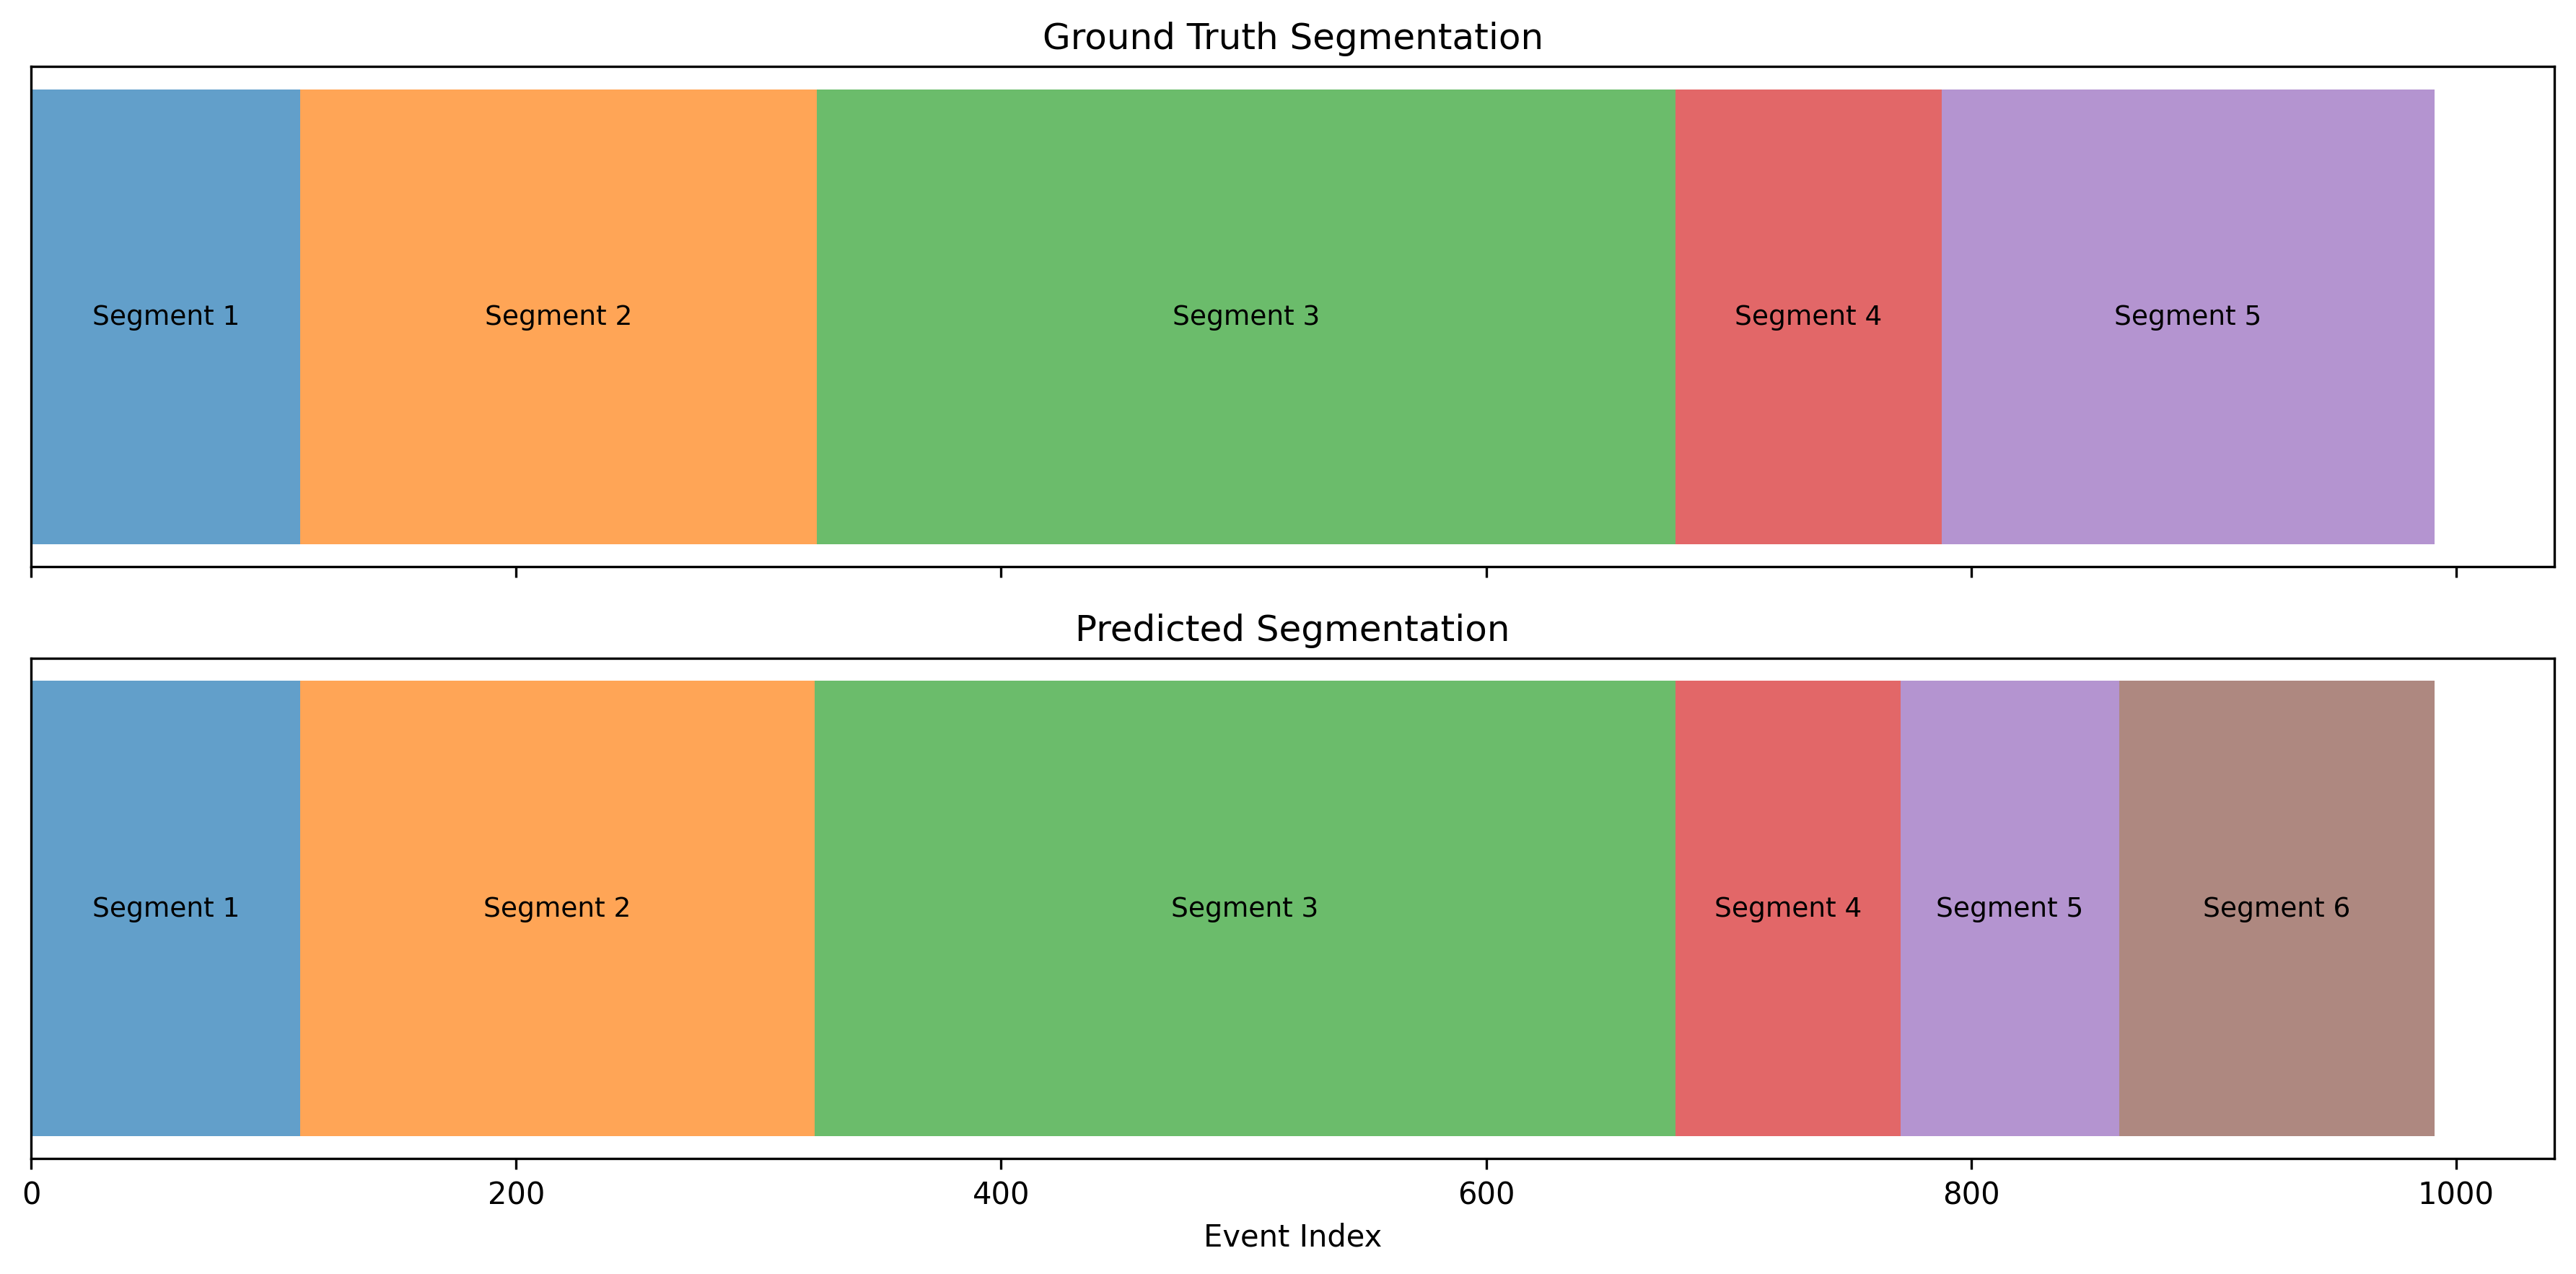 Ground Truth Segmentation
Segment 1 Segment 2 Segment 3 Segment 4 Segment 5
Predicted Segmentation
Segment 1 Segment 2 Segment 3 Segment 4 Segment 5 Segment 6
0 200 400 600 800 1000
Event Index